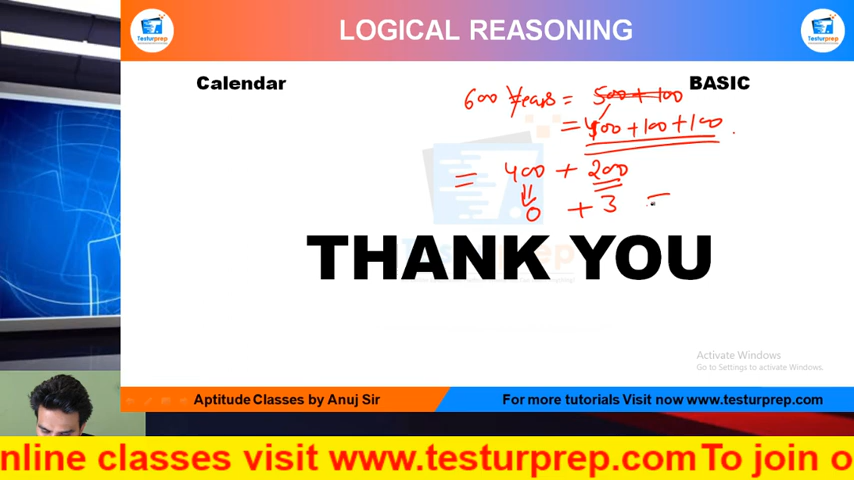 Testurprep
LOGICAL REASONING
Testurprep
Calendar
BASIC
600 Years = 500 + 100
= 400 + 100 + 100
= 400 + 200
0 + 3 =
THANK YOU
Activate Windows
Go to Settings to activate Windows.
Aptitude Classes by Anuj Sir
For more tutorials Visit now www.testurprep.com
nline classes visit www.testurprep.com To join o